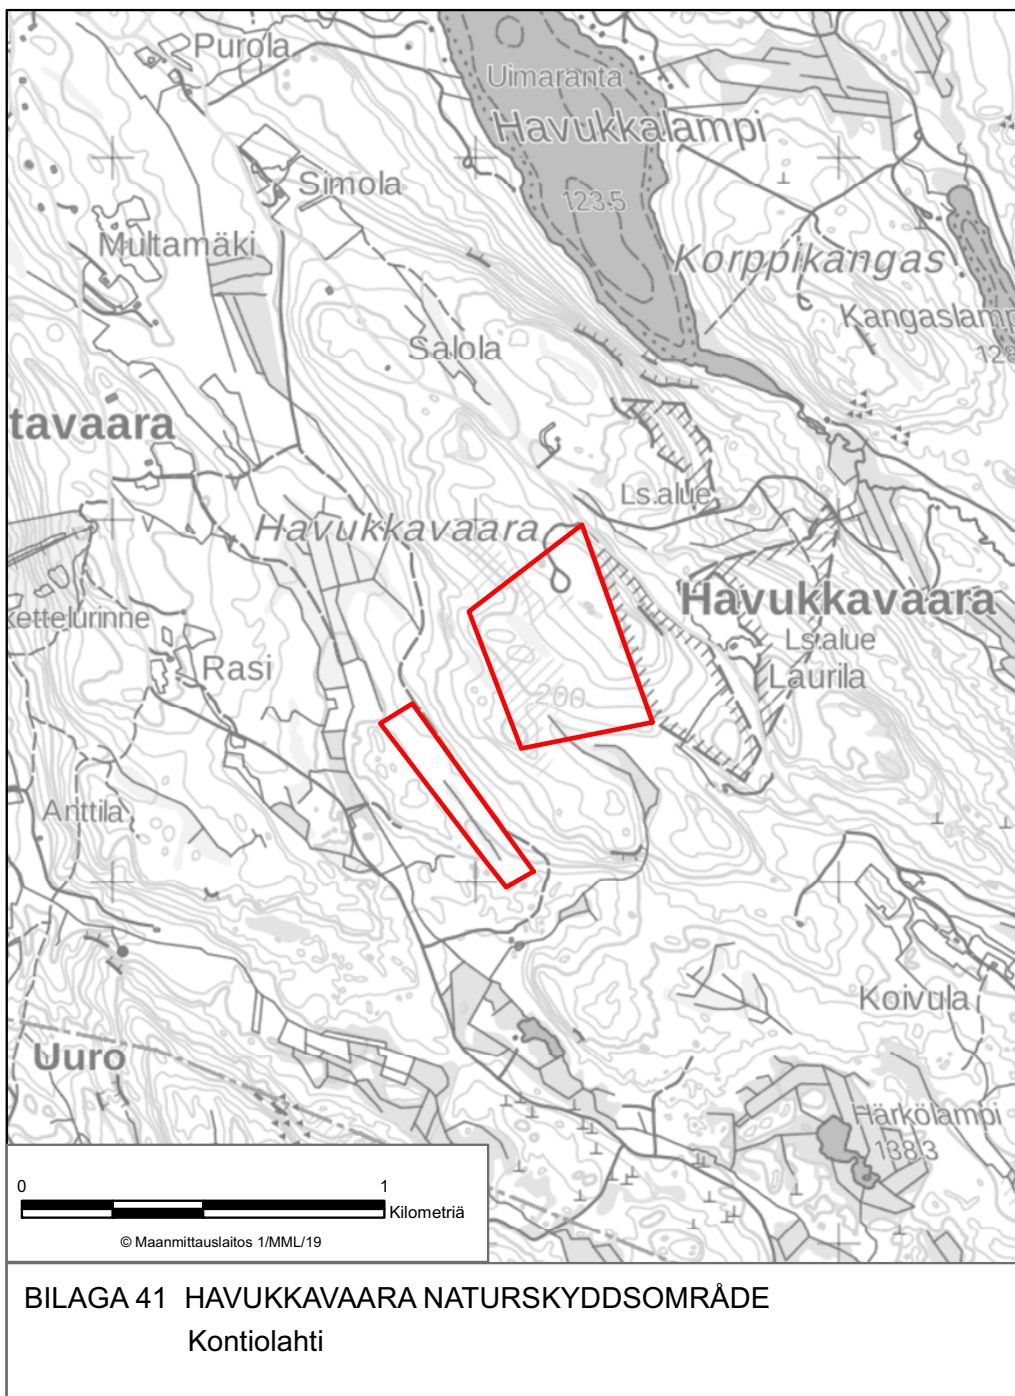 Purola
Uimaranta
Havukkalampi
Simola
123.5
Multamäki
Korppikangas
Kangaslamp
Salola
128
tavaara
Ls.alue
Havukkavaara
Havukkavaara
kettelurinne
Ls.alue
Rasi
Laurila
200
Anttila
Koivula
Uuro
Härkölampi
138.3
0 1
Kilometriä
© Maanmittauslaitos 1/MML/19
BILAGA 41 HAVUKKAVAARA NATURSKYDDSOMRÅDE
Kontiolahti